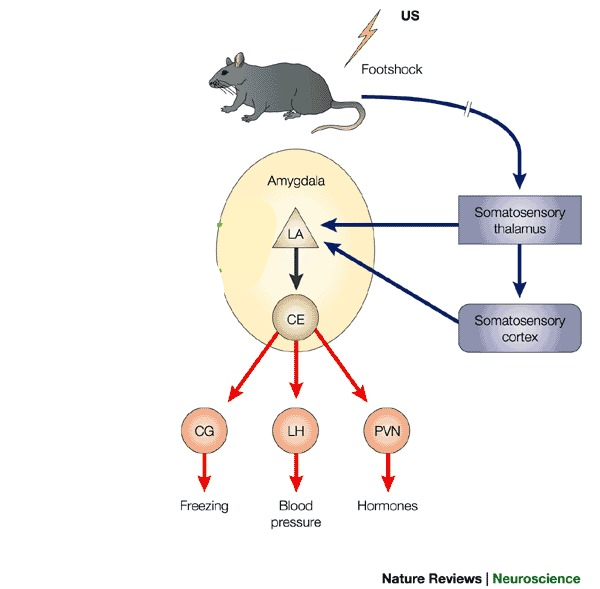 US
Footshock
Amygdala
Somatosensory
thalamus
LA
CE
Somatosensory
cortex
CG
LH
PVN
Freezing
Blood
pressure
Hormones
Nature Reviews | Neuroscience